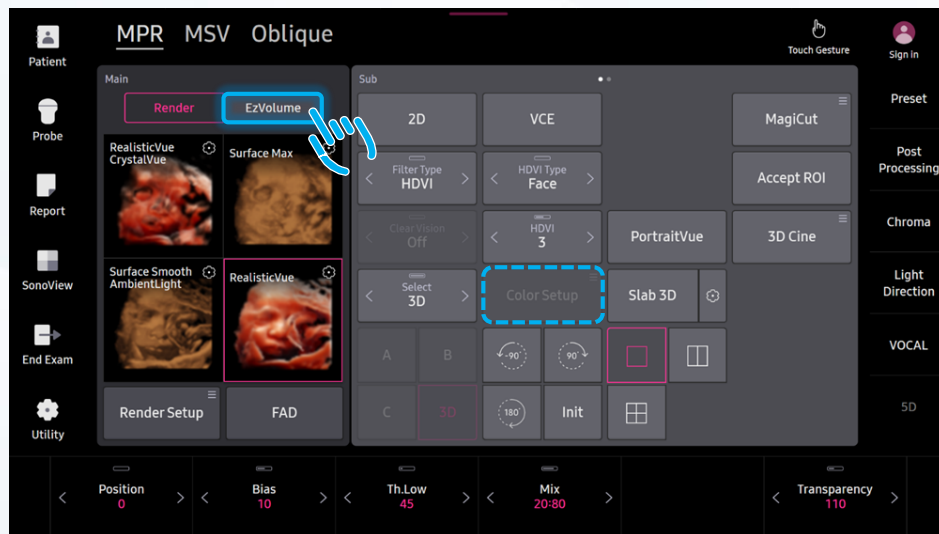 Patient
MPR
MSV
Oblique
Touch Gesture
Sign in
Probe
Report
SonoView
End Exam
Utility
Main
Render
EzVolume
RealisticVue
CrystalVue
Surface Max
Surface Smooth
AmbientLight
RealisticVue
Render Setup
FAD
Sub
2D
VCE
MagiCut
Filter Type
HDVI
HDVI Type
Face
Accept ROI
Clear Vision
Off
HDVI
3
PortraitVue
3D Cine
Select
3D
Color Setup
Slab 3D
A
B
-90°
90°
C
3D
180°
Init
Preset
Post
Processing
Chroma
Light
Direction
VOCAL
5D
Position
0
Bias
10
Th.Low
45
Mix
20:80
Transparency
110